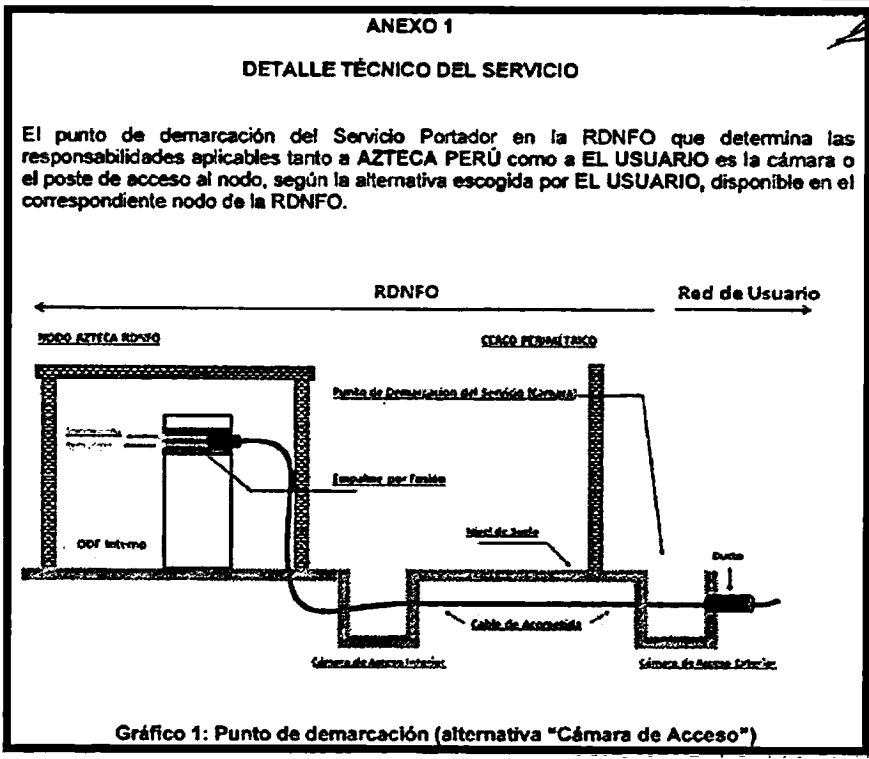 ANEXO 1
DETALLE TÉCNICO DEL SERVICIO
El punto de demarcación del Servicio Portador en la RDNFO que determina las
responsabilidades aplicables tanto a AZTECA PERÚ como a EL USUARIO es la cámara o
el poste de acceso al nodo, según la alternativa escogida por EL USUARIO, disponible en el
correspondiente nodo de la RDNFO.
RDNFO
Red de Usuario
NODO AZTECA RDNFO
CERCO PERIMÉTRICO
Punto de Demarcación del Servicio (Cámara)
Empalme por Fusión
Nivel de Suelo
ODF Interno
Ducto
Cable de Acometida
Cámara de Acceso Interior
Cámara de Acceso Exterior
Gráfico 1: Punto de demarcación (alternativa "Cámara de Acceso")